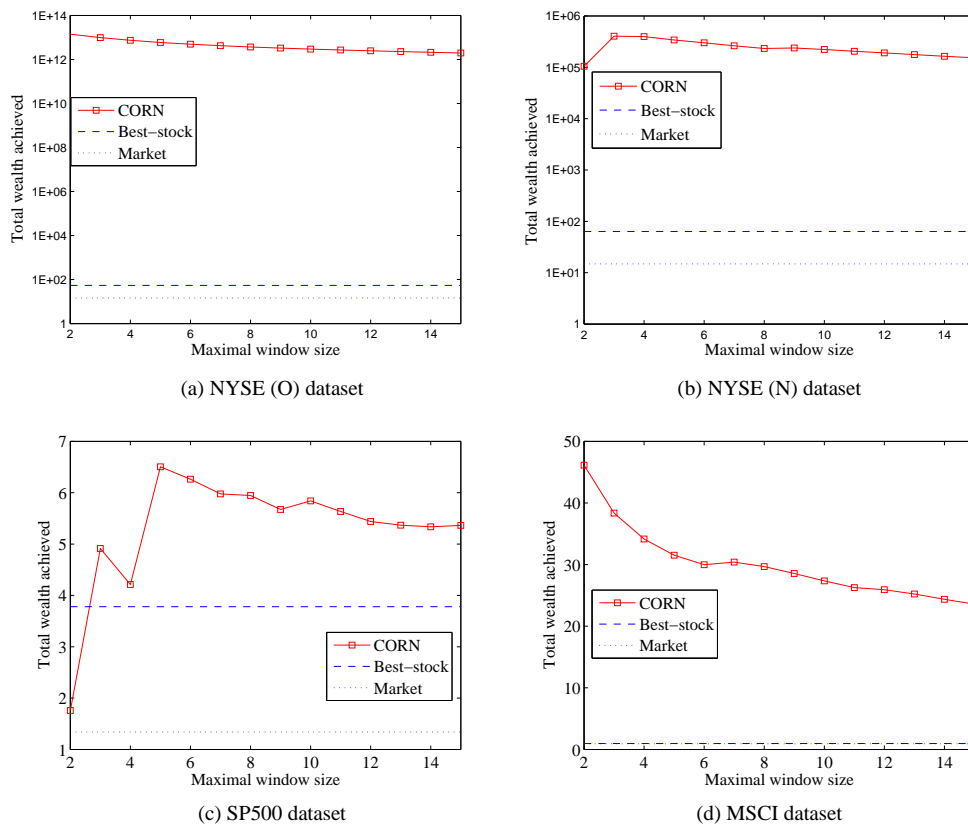 1E+14
1E+12
1E+10
1E+08
1E+06
1E+04
1E+02
1
Total wealth achieved
CORN
Best−stock
Market
2 4 6 8 10 12 14
Maximal window size
(a) NYSE (O) dataset
1E+06
1E+05
1E+04
1E+03
1E+02
1E+01
1
Total wealth achieved
CORN
Best−stock
Market
2 4 6 8 10 12 14
Maximal window size
(b) NYSE (N) dataset
7
6
5
4
3
2
1
Total wealth achieved
CORN
Best−stock
Market
2 4 6 8 10 12 14
Maximal window size
(c) SP500 dataset
50
40
30
20
10
0
Total wealth achieved
CORN
Best−stock
Market
2 4 6 8 10 12 14
Maximal window size
(d) MSCI dataset